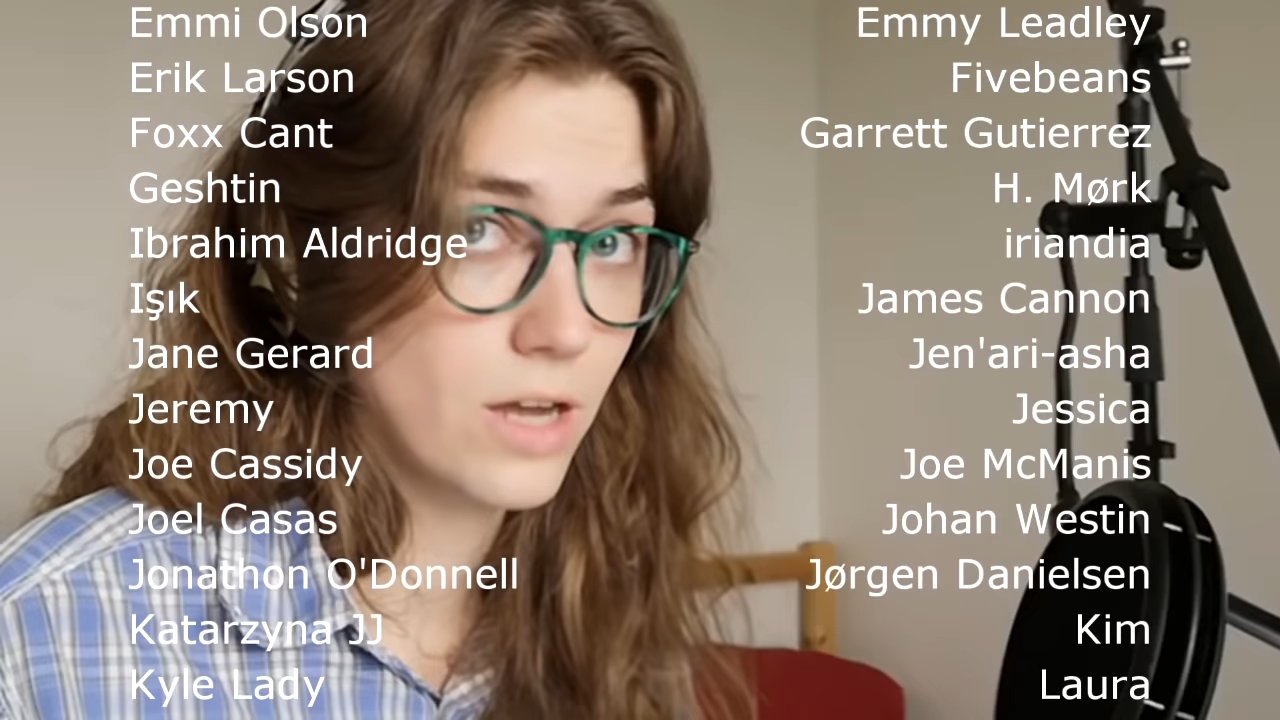 Emmi Olson
Emmy Leadley
Erik Larson
Fivebeans
Foxx Cant
Garrett Gutierrez
Geshtin
H. Mørk
Ibrahim Aldridge
iriandia
Işık
James Cannon
Jane Gerard
Jen'ari-asha
Jeremy
Jessica
Joe Cassidy
Joe McManis
Joel Casas
Johan Westin
Jonathon O'Donnell
Jørgen Danielsen
Katarzyna JJ
Kim
Kyle Lady
Laura